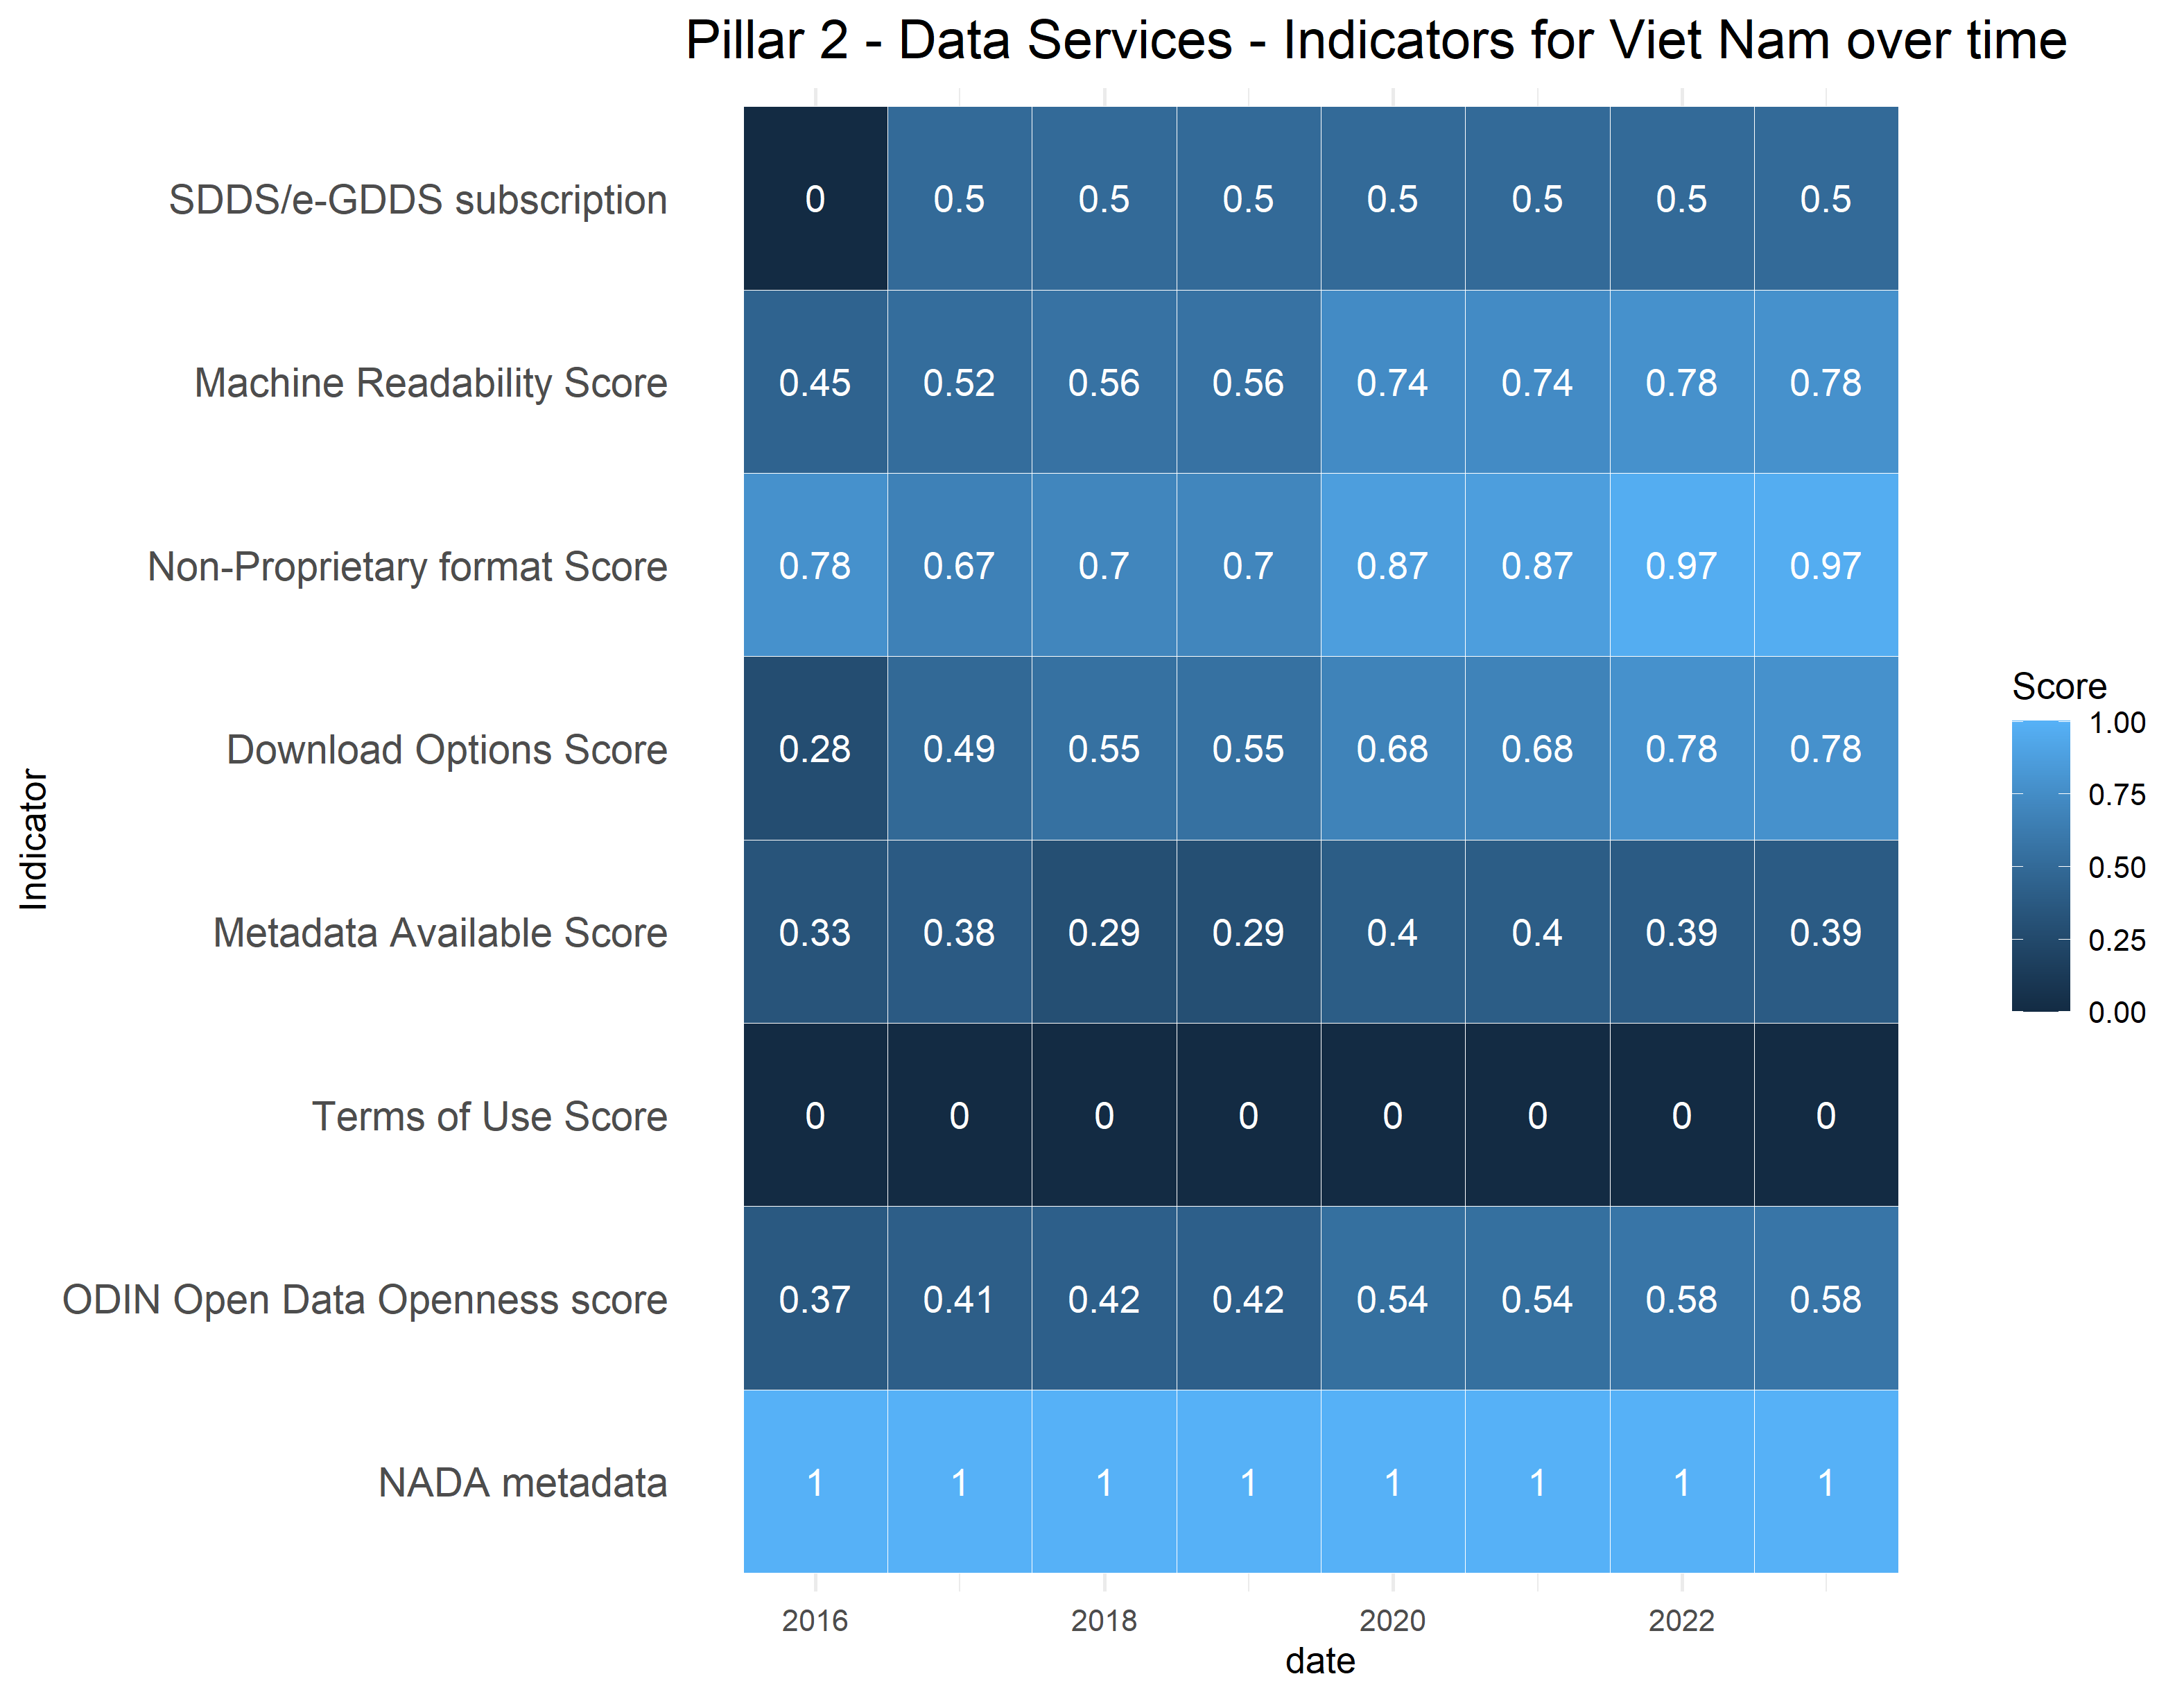 Pillar 2 - Data Services - Indicators for Viet Nam over time
Indicator
SDDS/e-GDDS subscription 0 0.5 0.5 0.5 0.5 0.5 0.5 0.5
Machine Readability Score 0.45 0.52 0.56 0.56 0.74 0.74 0.78 0.78
Non-Proprietary format Score 0.78 0.67 0.7 0.7 0.87 0.87 0.97 0.97
Download Options Score 0.28 0.49 0.55 0.55 0.68 0.68 0.78 0.78
Metadata Available Score 0.33 0.38 0.29 0.29 0.4 0.4 0.39 0.39
Terms of Use Score 0 0 0 0 0 0 0 0
ODIN Open Data Openness score 0.37 0.41 0.42 0.42 0.54 0.54 0.58 0.58
NADA metadata 1 1 1 1 1 1 1 1
2016 2018 2020 2022
date
Score
1.00
0.75
0.50
0.25
0.00